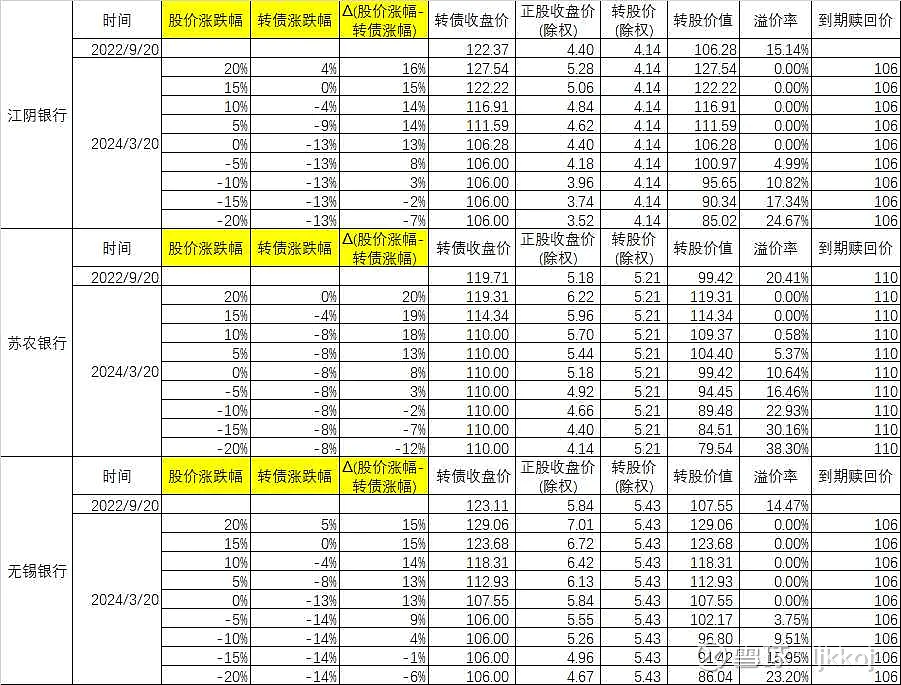 江阴银行
时间 股价涨跌幅 转债涨跌幅 Δ(股价涨幅-转债涨幅) 转债收盘价 正股收盘价(除权) 转股价(除权) 转股价值 溢价率 到期赎回价
2022/9/20 122.37 4.40 4.14 106.28 15.14%
2024/3/20
20% 4% 16% 127.54 5.28 4.14 127.54 0.00% 106
15% 0% 15% 122.22 5.06 4.14 122.22 0.00% 106
10% -4% 14% 116.91 4.84 4.14 116.91 0.00% 106
5% -9% 14% 111.59 4.62 4.14 111.59 0.00% 106
0% -13% 13% 106.28 4.40 4.14 106.28 0.00% 106
-5% -13% 8% 106.00 4.18 4.14 100.97 4.99% 106
-10% -13% 3% 106.00 3.96 4.14 95.65 10.82% 106
-15% -13% -2% 106.00 3.74 4.14 90.34 17.34% 106
-20% -13% -7% 106.00 3.52 4.14 85.02 24.67% 106
苏农银行
时间 股价涨跌幅 转债涨跌幅 Δ(股价涨幅-转债涨幅) 转债收盘价 正股收盘价(除权) 转股价(除权) 转股价值 溢价率 到期赎回价
2022/9/20 119.71 5.18 5.21 99.42 20.41% 110
2024/3/20
20% 0% 20% 119.31 6.22 5.21 119.31 0.00% 110
15% -4% 19% 114.34 5.96 5.21 114.34 0.00% 110
10% -8% 18% 110.00 5.70 5.21 109.37 0.58% 110
5% -8% 13% 110.00 5.44 5.21 104.40 5.37% 110
0% -8% 8% 110.00 5.18 5.21 99.42 10.64% 110
-5% -8% 3% 110.00 4.92 5.21 94.45 16.46% 110
-10% -8% -2% 110.00 4.66 5.21 89.48 22.93% 110
-15% -8% -7% 110.00 4.40 5.21 84.51 30.16% 110
-20% -8% -12% 110.00 4.14 5.21 79.54 38.30% 110
无锡银行
时间 股价涨跌幅 转债涨跌幅 Δ(股价涨幅-转债涨幅) 转债收盘价 正股收盘价(除权) 转股价(除权) 转股价值 溢价率 到期赎回价
2022/9/20 123.11 5.84 5.43 107.55 14.47%
2024/3/20
20% 5% 15% 129.06 7.01 5.43 129.06 0.00% 106
15% 0% 15% 123.68 6.72 5.43 123.68 0.00% 106
10% -4% 14% 118.31 6.42 5.43 118.31 0.00% 106
5% -8% 13% 112.93 6.13 5.43 112.93 0.00% 106
0% -13% 13% 107.55 5.84 5.43 107.55 0.00% 106
-5% -14% 9% 106.00 5.55 5.43 102.17 3.75% 106
-10% -14% 4% 106.00 5.26 5.43 96.80 9.51% 106
-15% -14% -1% 106.00 4.96 5.43 91.42 15.95% 106
-20% -14% -6% 106.00 4.67 5.43 86.04 23.20% 106
雪球:ljkkoj